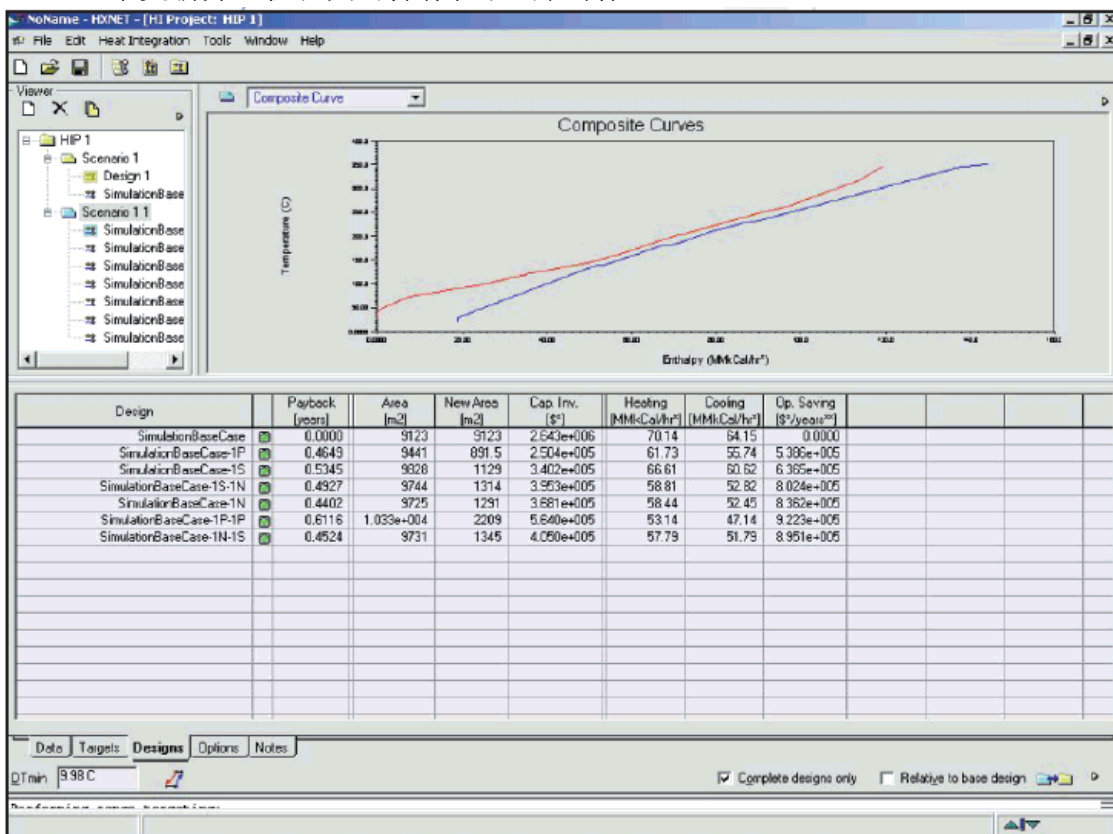 NoName - HXNET - [HI Project: HIP 1]
File Edit Heat Integration Tools Window Help
Viewer
Composite Curve
HIP 1
Scenario 1
Design 1
SimulationBase
Scenario 1 1
SimulationBase
SimulationBase
SimulationBase
SimulationBase
SimulationBase
SimulationBase
SimulationBase
Composite Curves
Temperature (C)
Enthalpy (MMkCal/hr*)
Design Payback [years] Area [m2] New Area [m2] Cap. Inv. [$*] Heating [MMkCal/hr*] Cooling [MMkCal/hr*] Op. Saving [$*/years**]
SimulationBaseCase 0.0000 9123 9123 2.643e+006 70.14 64.15 0.0000
SimulationBaseCase-1P 0.4649 9441 891.5 2.504e+005 61.73 55.74 5.386e+005
SimulationBaseCase-1S 0.5345 9828 1129 3.402e+005 66.61 60.62 6.365e+005
SimulationBaseCase-1S-1N 0.4927 9744 1314 3.953e+005 58.81 52.82 8.024e+005
SimulationBaseCase-1N 0.4402 9725 1291 3.681e+005 58.44 52.45 8.362e+005
SimulationBaseCase-1P-1P 0.6116 1.033e+004 2209 5.640e+005 53.14 47.14 9.223e+005
SimulationBaseCase-1N-1S 0.4524 9731 1345 4.050e+005 57.79 51.79 8.951e+005
Data Targets Designs Options Notes
DTmin 9.98 C Complete designs only Relative to base design